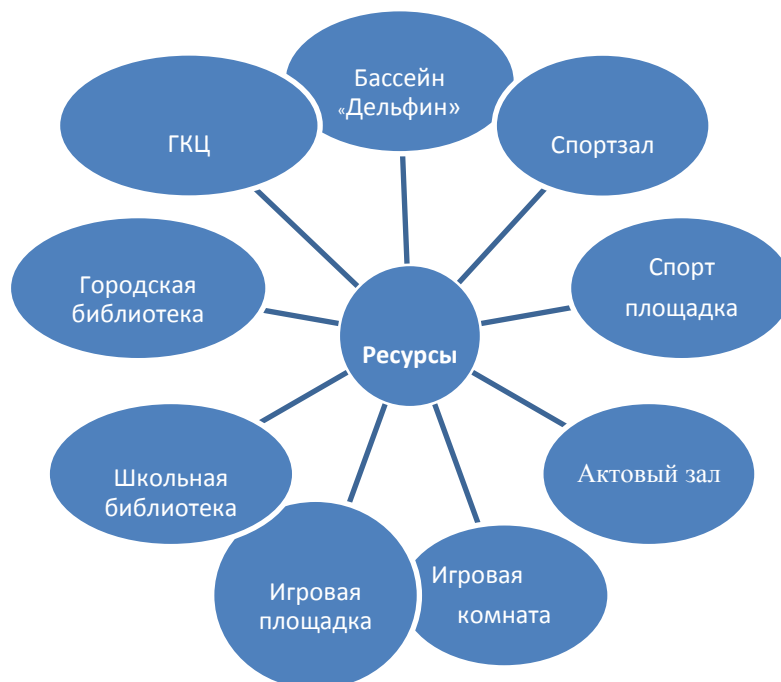 Бассейн
«Дельфин»
ГКЦ
Спортзал
Городская
библиотека
Спорт
площадка
Ресурсы
Школьная
библиотека
Актовый зал
Игровая
площадка
Игровая
комната